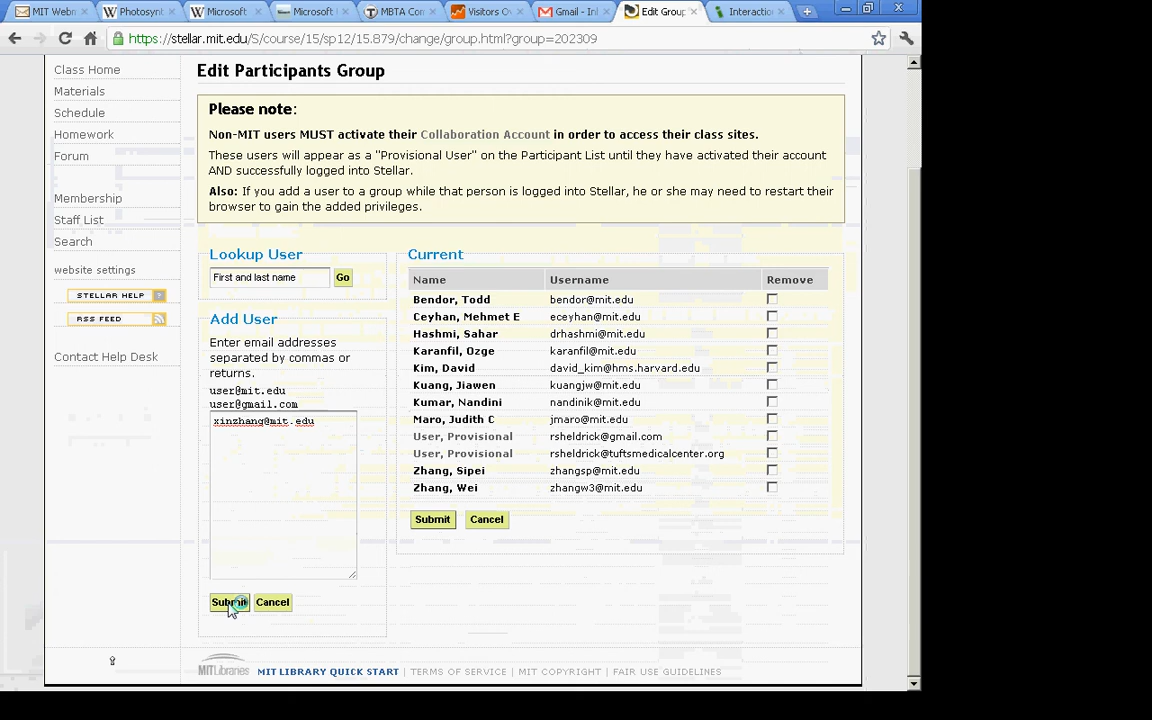 MIT Webm
Photosynt
Microsoft
Microsoft
MBTA Com
Visitors Ov
Gmail - Inb
Edit Group
Interactio
https://stellar.mit.edu/S/course/15/sp12/15.879/change/group.html?group=202309
Class Home
Materials
Schedule
Homework
Forum
Membership
Staff List
Search
website settings
STELLAR HELP ?
RSS FEED
Contact Help Desk
Edit Participants Group
Please note:
Non-MIT users MUST activate their Collaboration Account in order to access their class sites.
These users will appear as a "Provisional User" on the Participant List until they have activated their account
AND successfully logged into Stellar.
Also: If you add a user to a group while that person is logged into Stellar, he or she may need to restart their
browser to gain the added privileges.
Lookup User
First and last name Go
Add User
Enter email addresses
separated by commas or
returns.
user@mit.edu
user@gmail.com
xinzhang@mit.edu
Submit Cancel
Current
Name Username Remove
Bendor, Todd bendor@mit.edu
Ceyhan, Mehmet E eceyhan@mit.edu
Hashmi, Sahar drhashmi@mit.edu
Karanfil, Ozge karanfil@mit.edu
Kim, David david_kim@hms.harvard.edu
Kuang, Jiawen kuangjw@mit.edu
Kumar, Nandini nandinik@mit.edu
Maro, Judith C jmaro@mit.edu
User, Provisional rsheldrick@gmail.com
User, Provisional rsheldrick@tuftsmedicalcenter.org
Zhang, Sipei zhangsp@mit.edu
Zhang, Wei zhangw3@mit.edu
Submit Cancel
MITLibraries MIT LIBRARY QUICK START | TERMS OF SERVICE | MIT COPYRIGHT | FAIR USE GUIDELINES